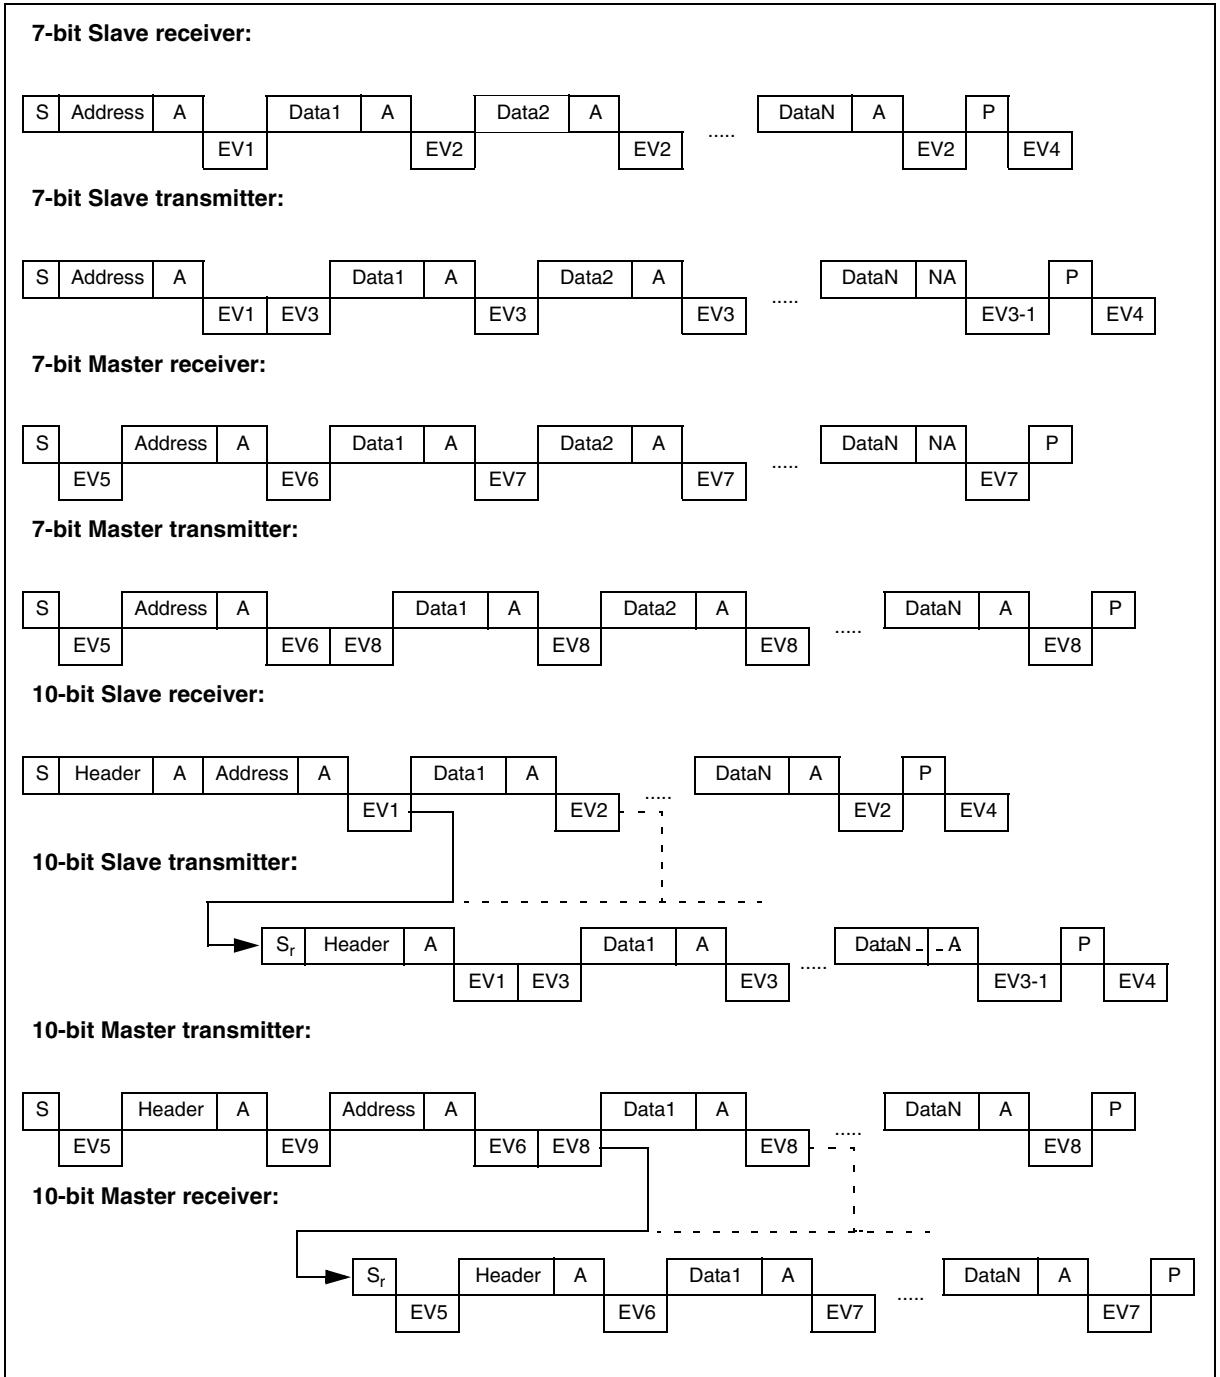 7-bit Slave receiver:
S Address A Data1 A Data2 A ..... DataN A P
EV1 EV2 EV2 EV2 EV4
7-bit Slave transmitter:
S Address A Data1 A Data2 A ..... DataN NA P
EV1 EV3 EV3 EV3 EV3-1 EV4
7-bit Master receiver:
S Address A Data1 A Data2 A ..... DataN NA P
EV5 EV6 EV7 EV7 EV7
7-bit Master transmitter:
S Address A Data1 A Data2 A ..... DataN A P
EV5 EV6 EV8 EV8 EV8 EV8
10-bit Slave receiver:
S Header A Address A Data1 A ..... DataN A P
EV1 EV2 EV2 EV4
10-bit Slave transmitter:
Sr Header A Data1 A ..... DataN A P
EV1 EV3 EV3 EV3-1 EV4
10-bit Master transmitter:
S Header A Address A Data1 A ..... DataN A P
EV5 EV9 EV6 EV8 EV8 EV8
10-bit Master receiver:
Sr Header A Data1 A ..... DataN A P
EV5 EV6 EV7 EV7